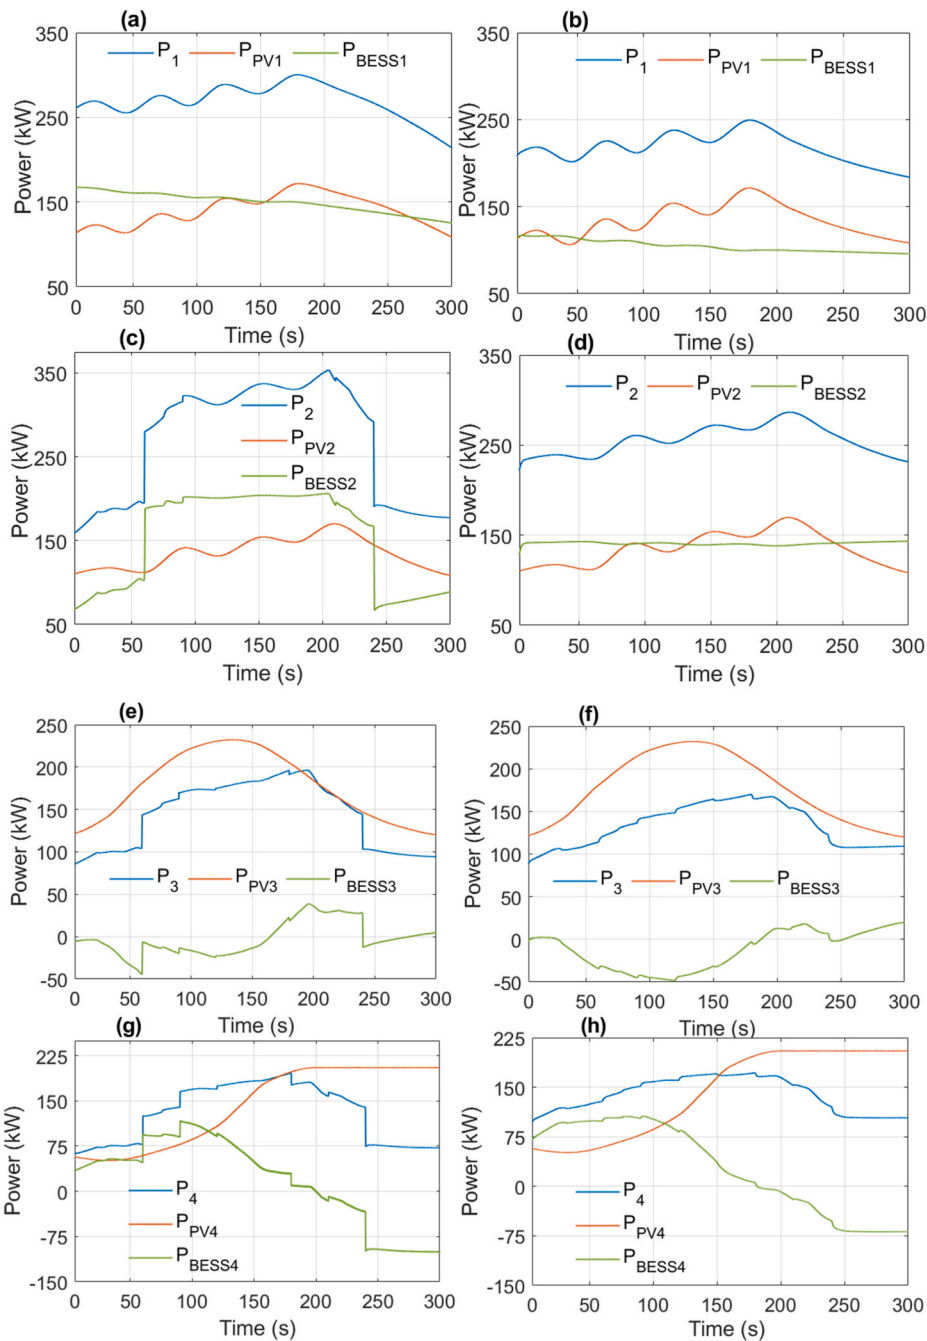 (a)
350
P1 PPV1 PBESS1
250
150
50
Power (kW)
0 50 100 150 200 250 300
Time (s)
(b)
350
P1 PPV1 PBESS1
250
150
50
Power (kW)
0 50 100 150 200 250 300
Time (s)
(c)
350
250
150
50
Power (kW)
P2
PPV2
PBESS2
0 50 100 150 200 250 300
Time (s)
(d)
350
P2 PPV2 PBESS2
250
150
50
Power (kW)
0 50 100 150 200 250 300
Time (s)
(e)
250
200
150
100
50
0
-50
Power (kW)
P3 PPV3 PBESS3
0 50 100 150 200 250 300
Time (s)
(f)
250
200
150
100
50
0
-50
Power (kW)
P3 PPV3 PBESS3
0 50 100 150 200 250 300
Time (s)
(g)
225
150
75
0
-75
-150
Power (kW)
P4
PPV4
PBESS4
0 50 100 150 200 250 300
Time (s)
(h)
225
150
75
0
-75
-150
Power (kW)
P4
PPV4
PBESS4
0 50 100 150 200 250 300
Time (s)